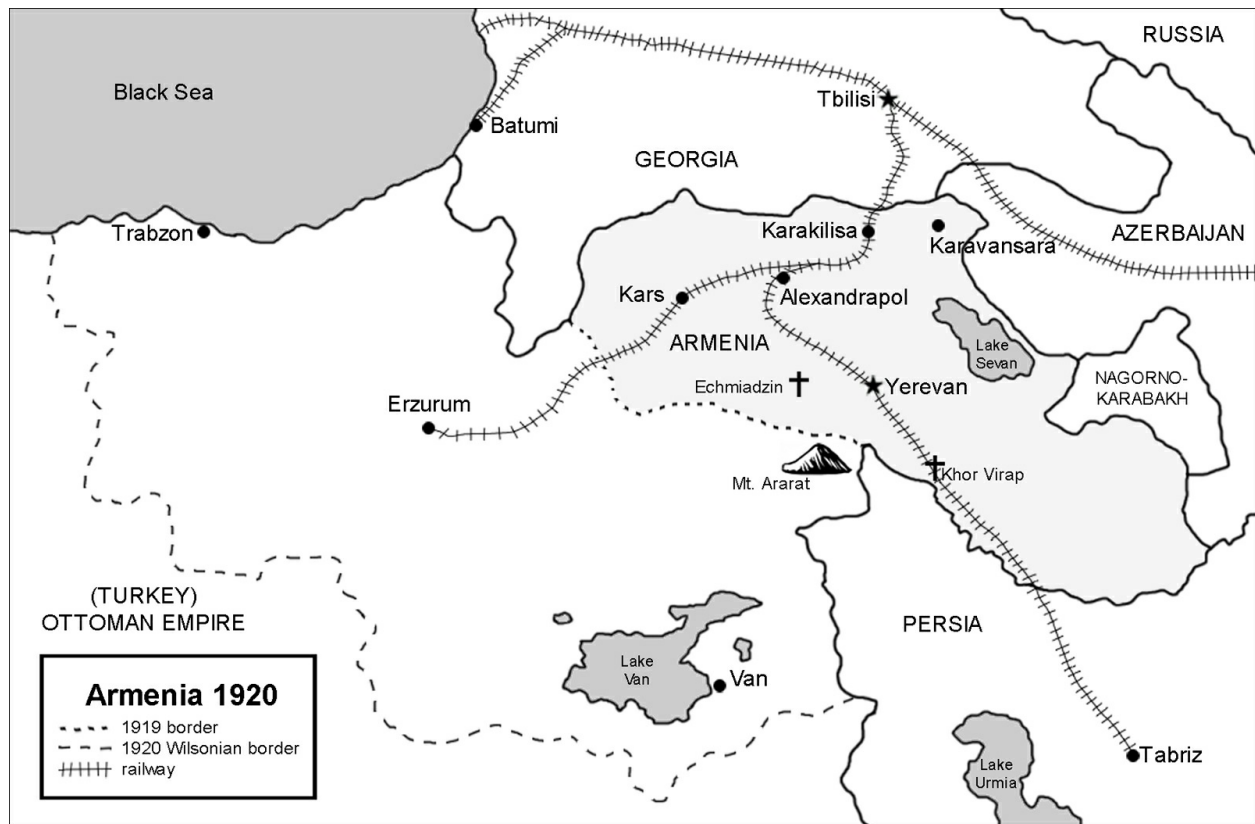 RUSSIA
Black Sea
Tbilisi
Batumi
GEORGIA
Trabzon
Karakilisa
Karavansara
AZERBAIJAN
Kars
Alexandrapol
ARMENIA
Lake
Sevan
Echmiadzin
Yerevan
NAGORNO-
KARABAKH
Erzurum
Mt. Ararat
Khor Virap
(TURKEY)
OTTOMAN EMPIRE
PERSIA
Lake
Van
Van
Armenia 1920
1919 border
1920 Wilsonian border
railway
Tabriz
Lake
Urmia